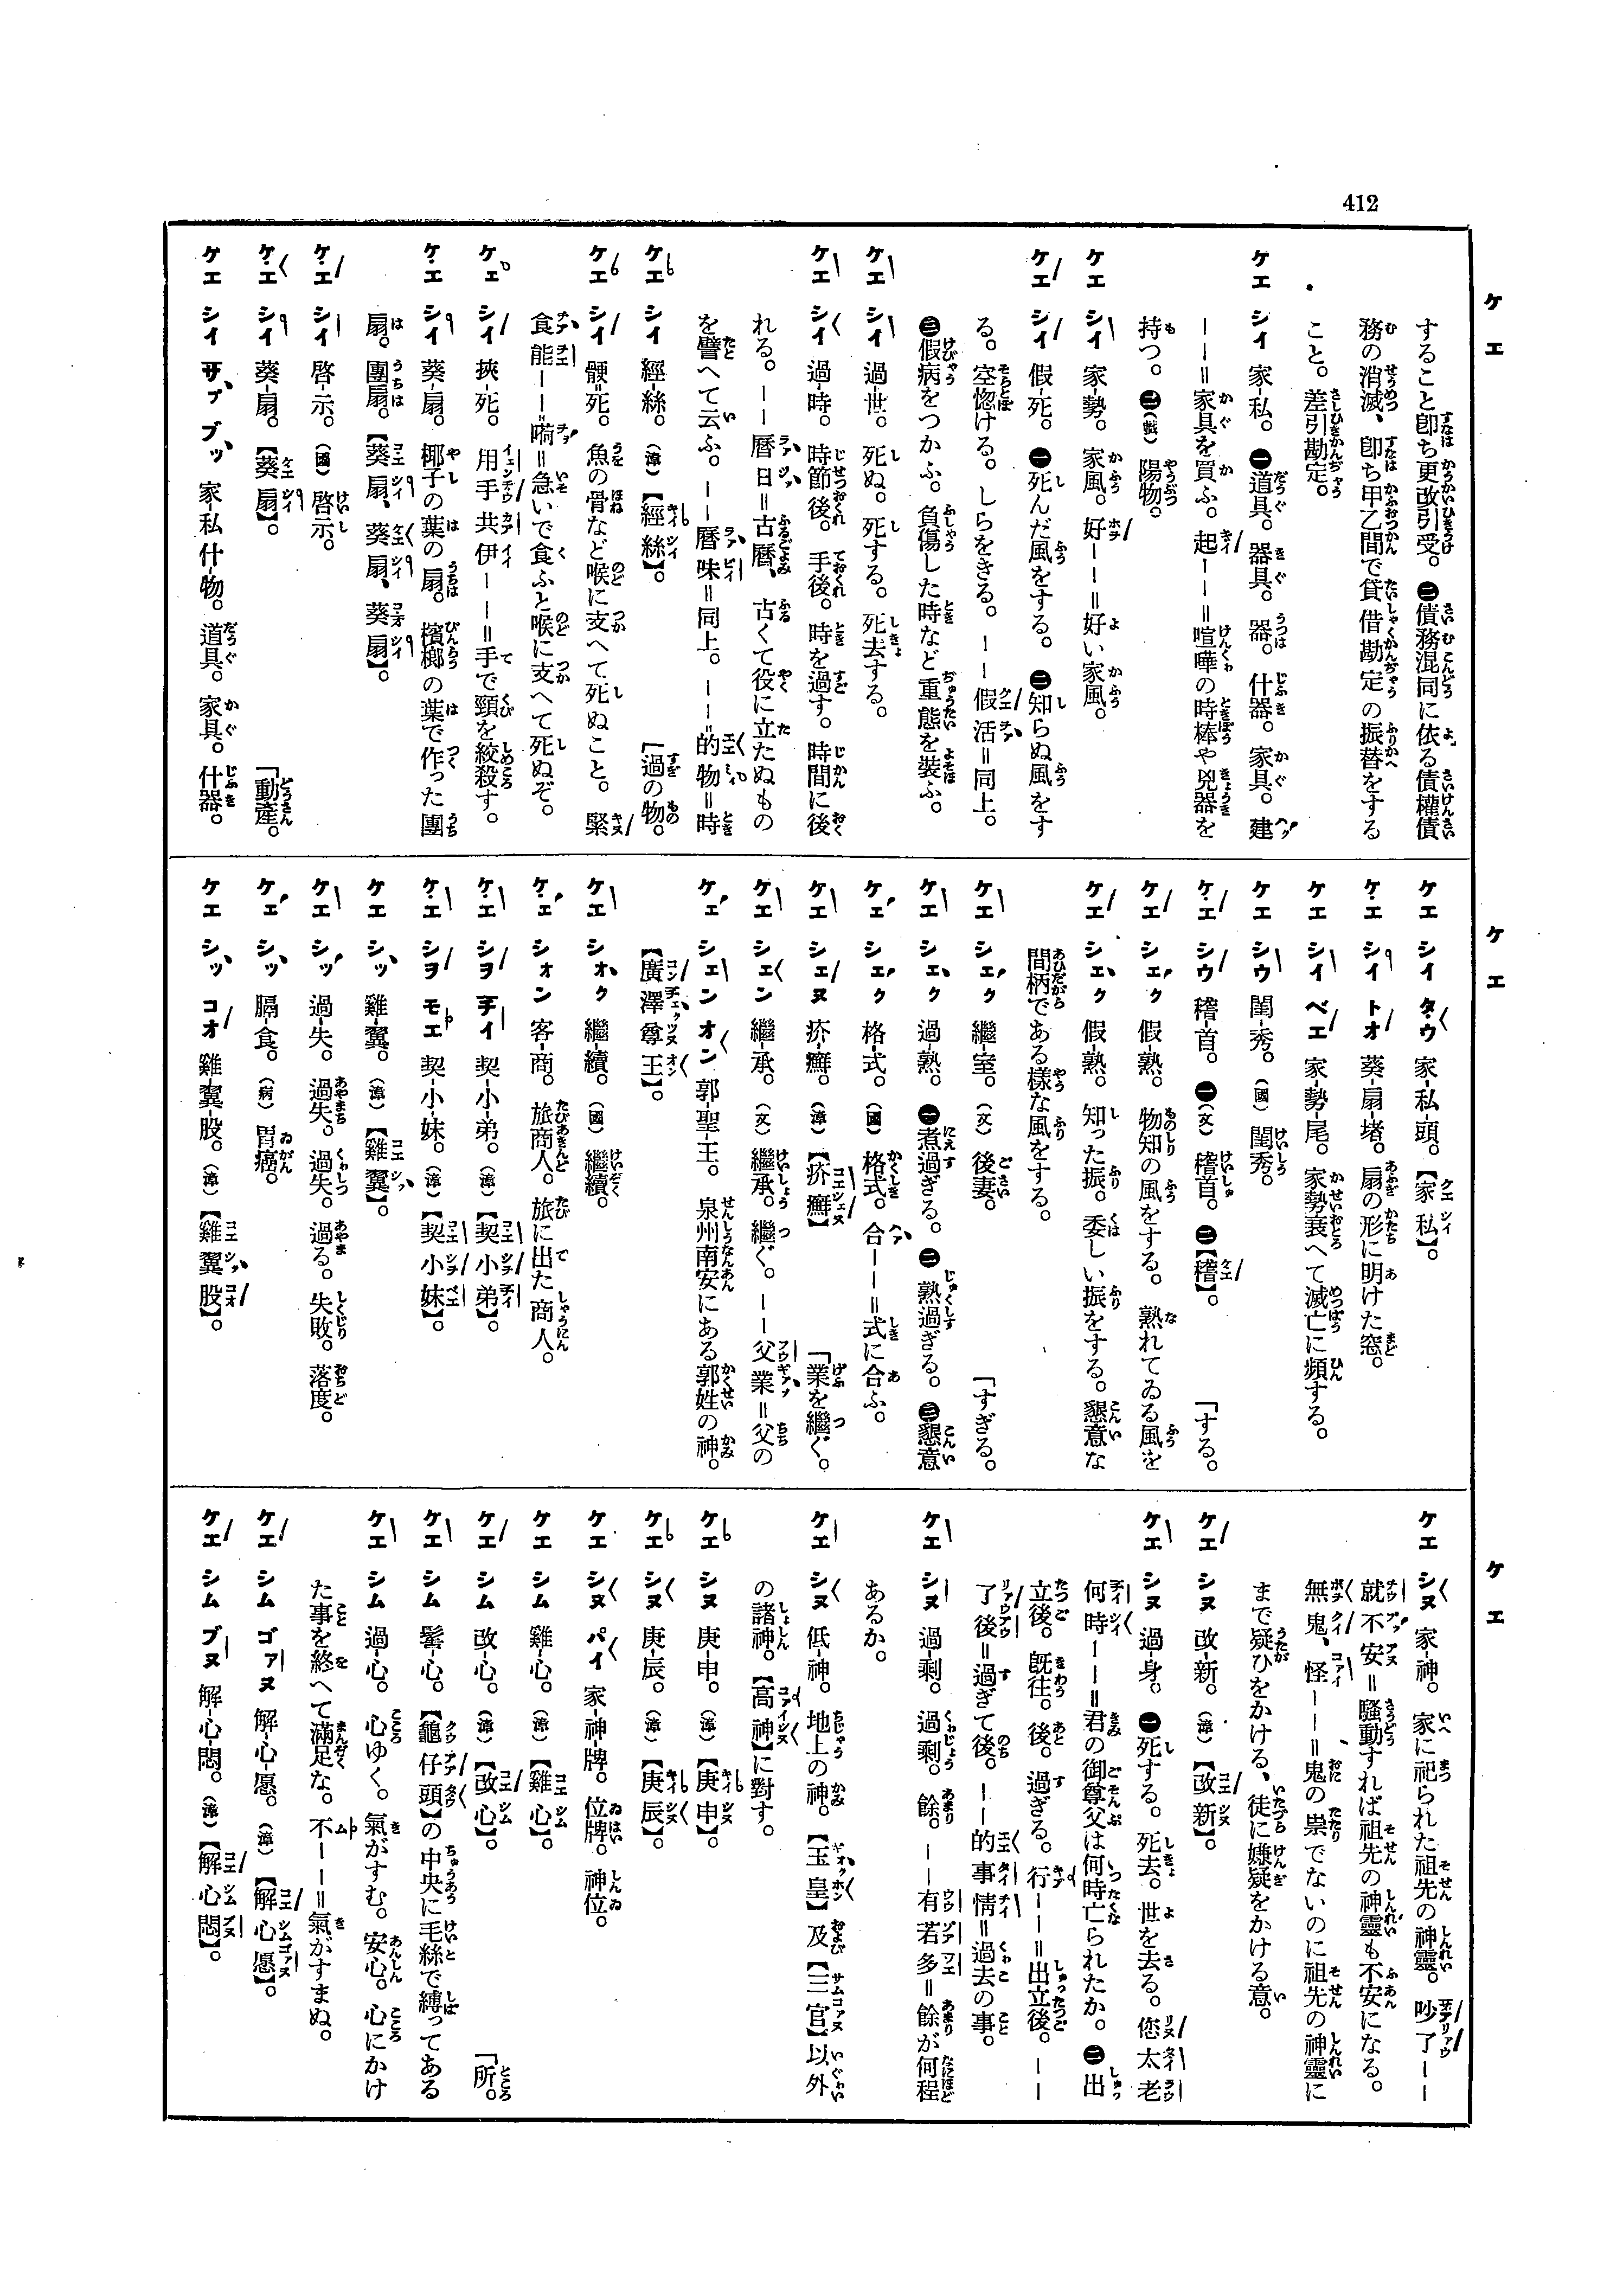 412
ケエ
すること卽ち更改引受。㊁債務混同に依る債權債
務の消滅、卽ち甲乙間で貸借勘定の振替をする
こと。差引勘定。
ケエ シイ 家-私。㊀道具。器具。器。什器。家具。建
－－＝家具を買ふ。起－－＝喧嘩の時棒や兇器を
持つ。㊁(戲)陽物。
ケエ シイ 家-勢。家風。好－－＝好い家風。
ケエ シイ 假-死。㊀死んだ風をする。㊁知らぬ風をす
る。空惚ける。しらをきる。－－假活＝同上。
㊂假病をつかふ。負傷した時など重態を裝ふ。
ケエ シイ 過-世。死ぬ。死する。死去する。
ケエ シイ 過-時。時節後。手後。時を過す。時間に後
れる。－－曆日＝古曆、古くて役に立たぬもの
を譬へて云ふ。－－曆味＝同上。－－的物＝時
「過の物。
ケエ シイ 經-絲。(漳)【經絲】。
ケエ シイ 骾=死。魚の骨など喉に支へて死ぬこと。緊
食能－－嗬＝急いで食ふと喉に支へて死ぬぞ。
ケェ シイ 挾-死。用手共伊－－＝手で頸を絞殺す。
ケエ シイ 葵-扇。椰子の葉の扇。檳榔の葉で作った團
扇。團扇。【葵扇、葵扇、葵扇】。
ケエ シイ 啓-示。(國)啓示。
ケエ シイ 葵-扇。【葵扇】。
「動產。
ケエ シイ サァ ブッ 家-私什-物。道具。家具。什器。
ケエ
ケエ シイ タウ 家-私-頭。【家私】。
ケエ シイ トオ 葵-扇-堵。扇の形に明けた窓。
ケエ シイ ベエ 家-勢-尾。家勢衰へて滅亡に頻する。
ケエ シウ 閨-秀。(國)閨秀。
ケエ シウ 稽-首。㊀(文)稽首。㊁【稽】。
「する。
ケエ シェク 假-熟。物知の風をする。熟れてゐる風を
ケエ シェク 假-熟。知った振。委しい振をする。懇意な
間柄である樣な風をする。
ケエ シェク 繼-室。(文)後妻。
「すぎる。
ケエ シェク 過-熟。㊀煮過ぎる。㊁熟過ぎる。㊂懇意
ケェ シェク 格-式。(國)格式。合－－＝式に合ふ。
ケエ シェヌ 疥-癬。(漳)【疥癬】
「業を繼ぐ。
ケエ シェン 繼-承。(文)繼承。繼ぐ。－－父業＝父の
ケェ シェン オン 郭-聖-王。泉州南安にある郭姓の神。
【廣澤尊王】。
ケエ シォク 繼-續。(國)繼續。
ケェ シォン 客-商。旅商人。旅に出た商人。
ケエ シヲ チイ 契-小-弟。(漳)【契小弟】。
ケエ シヲ モエ 契-小-妹。(漳)【契小妹】。
ケエ シッ 雞-翼。(漳)【雞翼】。
ケエ シッ 過-失。過失。過失。過る。失敗。落度。
ケェ シッ 膈-食。(病)胃癌。
ケエ シッ コオ 雞-翼-股。(漳)【雞翼股】。
ケエ
ケエ シヌ 家-神。家に祀られた祖先の神靈。吵了－－
就不安＝騷動すれば祖先の神靈も不安になる。
無鬼、怪－－＝鬼の祟でないのに祖先の神靈に
まで疑ひをかける、徒に嫌疑をかける意。
ケエ シヌ 改-新。(漳)【改新】。
ケエ シヌ 過-身。㊀死する。死去。世を去る。您太老
何時－－＝君の御尊父は何時亡られたか。㊁出
立後。旣往。後。過ぎる。行－－＝出立後。－－
了後＝過ぎて後。－－的事情＝過去の事。
ケエ シヌ 過-剩。過剩。餘。－－有若多＝餘が何程
あるか。
ケエ シヌ 低-神。地上の神。【玉皇】及【三官】以外
の諸神。【高神】に對す。
ケエ シヌ 庚-申。(漳)【庚申】。
ケエ シヌ 庚-辰。(漳)【庚辰】。
ケエ シヌ パイ 家-神-牌。位牌。神位。
ケエ シム 雞-心。(漳)【雞心】。
ケエ シム 改-心。(漳)【改心】。
「所。
ケエ シム 髻-心。【龜仔頭】の中央に毛絲で縛ってある
ケエ シム 過-心。心ゆく。氣がすむ。安心。心にかけ
た事を終へて滿足な。不－－＝氣がすまぬ。
ケエ シム ゴァヌ 解-心-愿。(漳)【解心愿】。
ケエ シム ブヌ 解-心-悶。(漳)【解心悶】。